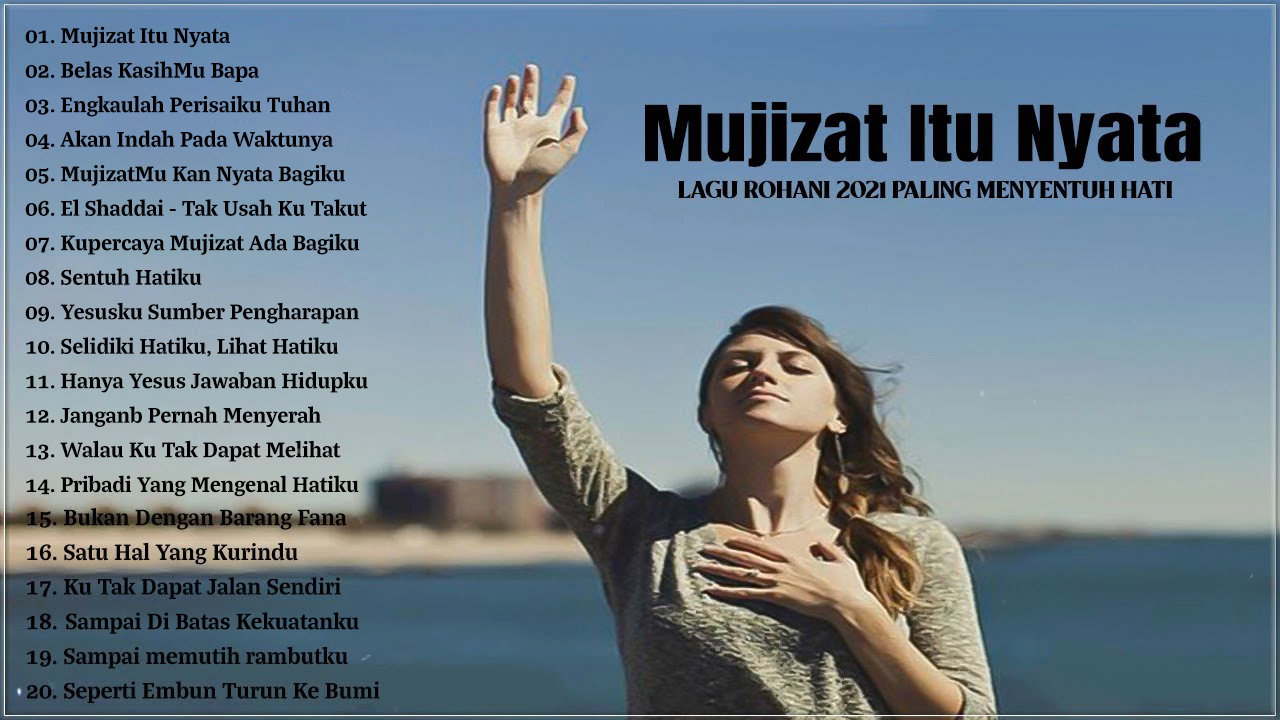 01. Mujizat Itu Nyata
02. Belas KasihMu Bapa
03. Engkaulah Perisaiku Tuhan
04. Akan Indah Pada Waktunya
05. MujizatMu Kan Nyata Bagiku
06. El Shaddai - Tak Usah Ku Takut
07. Kupercaya Mujizat Ada Bagiku
08. Sentuh Hatiku
09. Yesusku Sumber Pengharapan
10. Selidiki Hatiku, Lihat Hatiku
11. Hanya Yesus Jawaban Hidupku
12. Janganb Pernah Menyerah
13. Walau Ku Tak Dapat Melihat
14. Pribadi Yang Mengenal Hatiku
15. Bukan Dengan Barang Fana
16. Satu Hal Yang Kurindu
17. Ku Tak Dapat Jalan Sendiri
18. Sampai Di Batas Kekuatanku
19. Sampai memutih rambutku
20. Seperti Embun Turun Ke Bumi
Mujizat Itu Nyata
LAGU ROHANI 2021 PALING MENYENTUH HATI